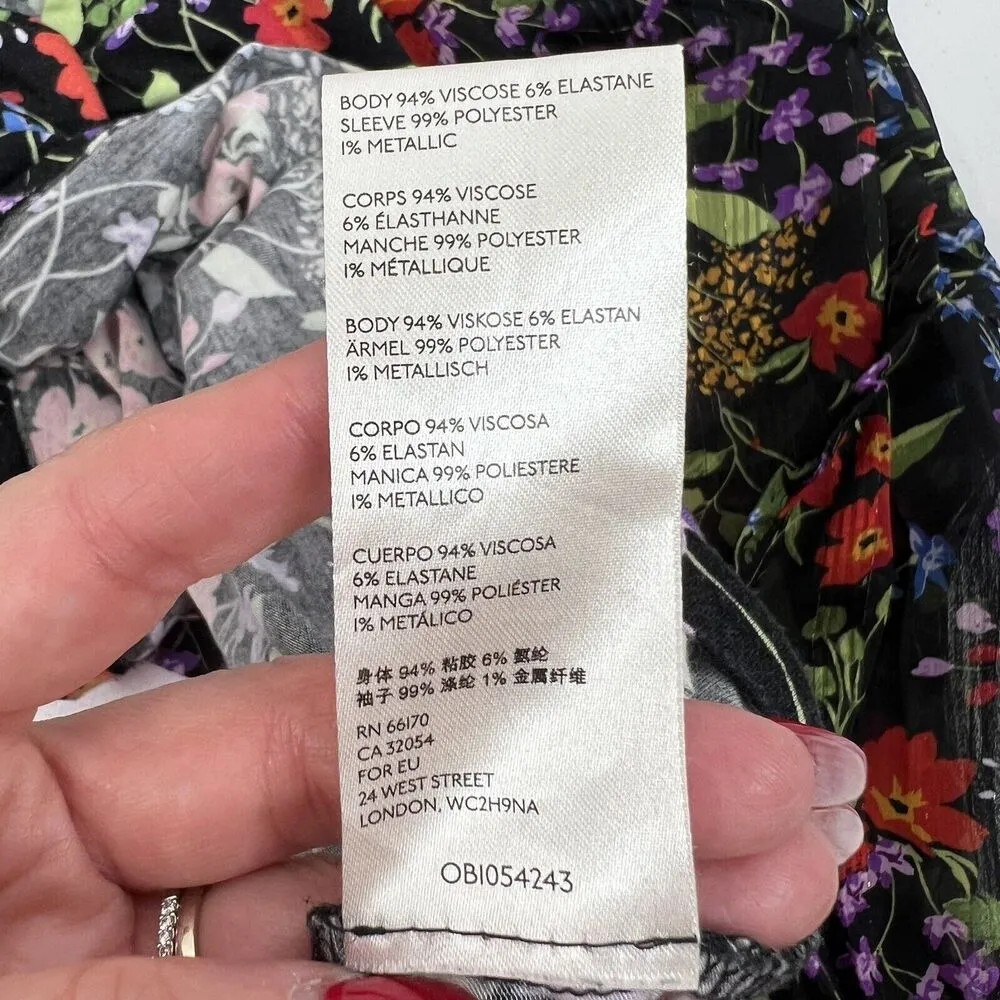 BODY 94% VISCOSE 6% ELASTANE
SLEEVE 99% POLYESTER
1% METALLIC
CORPS 94% VISCOSE
6% ÉLASTHANNE
MANCHE 99% POLYESTER
1% MÉTALLIQUE
BODY 94% VISKOSE 6% ELASTAN
ÄRMEL 99% POLYESTER
1% METALLISCH
CORPO 94% VISCOSA
6% ELASTAN
MANICA 99% POLIESTERE
1% METALLICO
CUERPO 94% VISCOSA
6% ELASTANE
MANGA 99% POLIÉSTER
1% METÁLICO
身体 94% 粘胶 6% 氨纶
袖子 99% 涤纶 1% 金属纤维
RN 66170
CA 32054
FOR EU
24 WEST STREET
LONDON, WC2H9NA
OB1054243